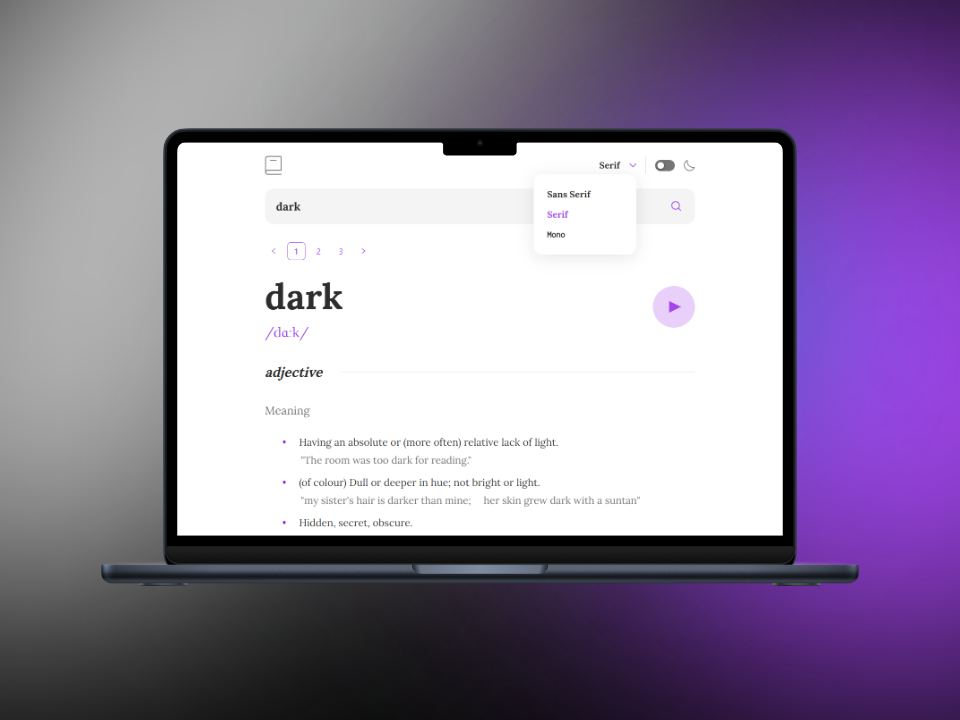 Serif
dark
Sans Serif
Serif
Mono
< 1 2 3 >
dark
/dɑːk/
adjective
Meaning
• Having an absolute or (more often) relative lack of light.
"The room was too dark for reading."
• (of colour) Dull or deeper in hue; not bright or light.
"my sister's hair is darker than mine; her skin grew dark with a suntan"
• Hidden, secret, obscure.